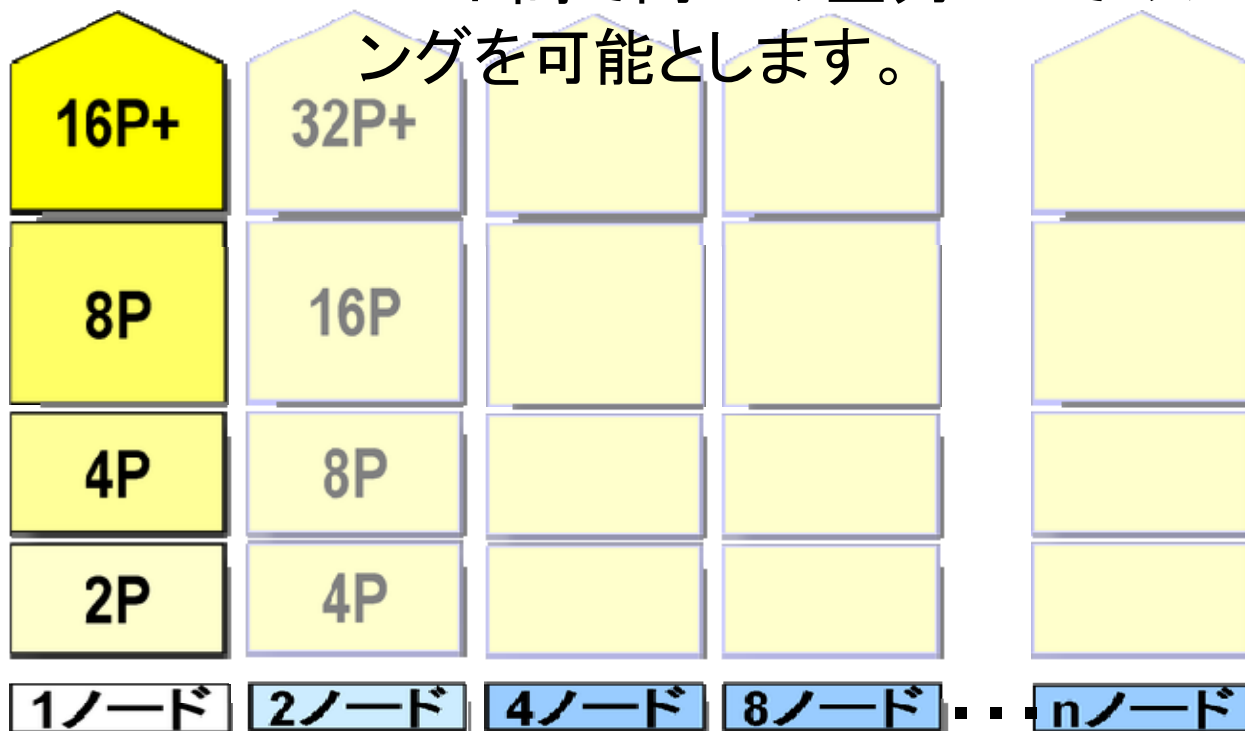 ングを可能とします。
16P+ 32P+
8P 16P
4P 8P
2P 4P
1ノード 2ノード 4ノード 8ノード ・・・ nノード